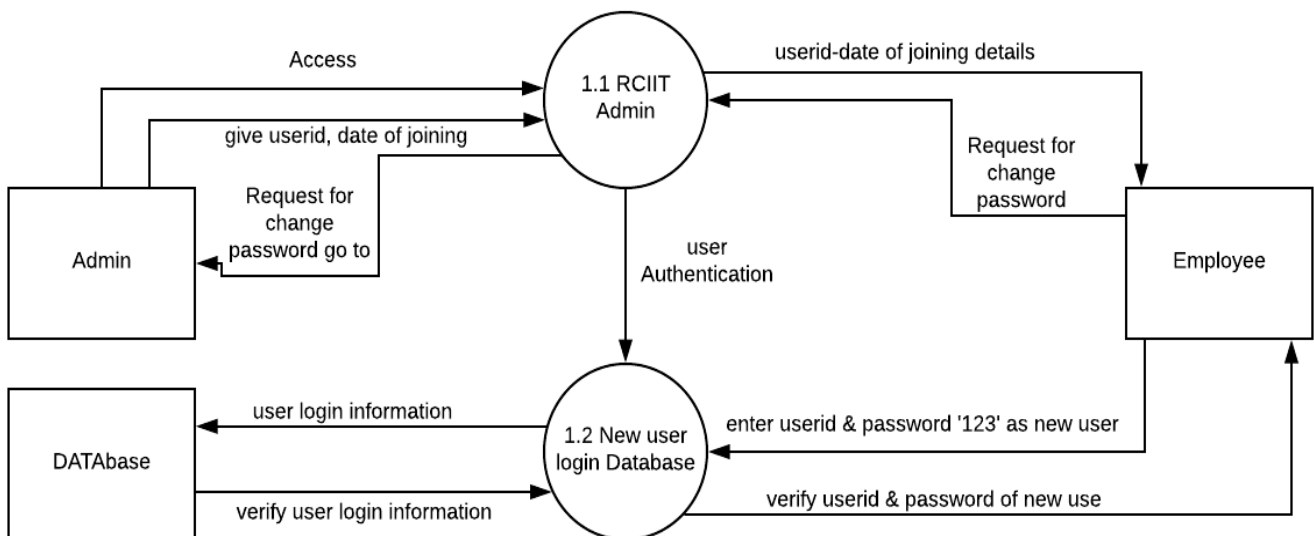 Access
1.1 RCIIT
Admin
userid-date of joining details
give userid, date of joining
Request for
change
password go to
Request for
change
password
Admin
user
Authentication
Employee
user login information
enter userid & password '123' as new user
DATAbase
1.2 New user
login Database
verify user login information
verify userid & password of new use